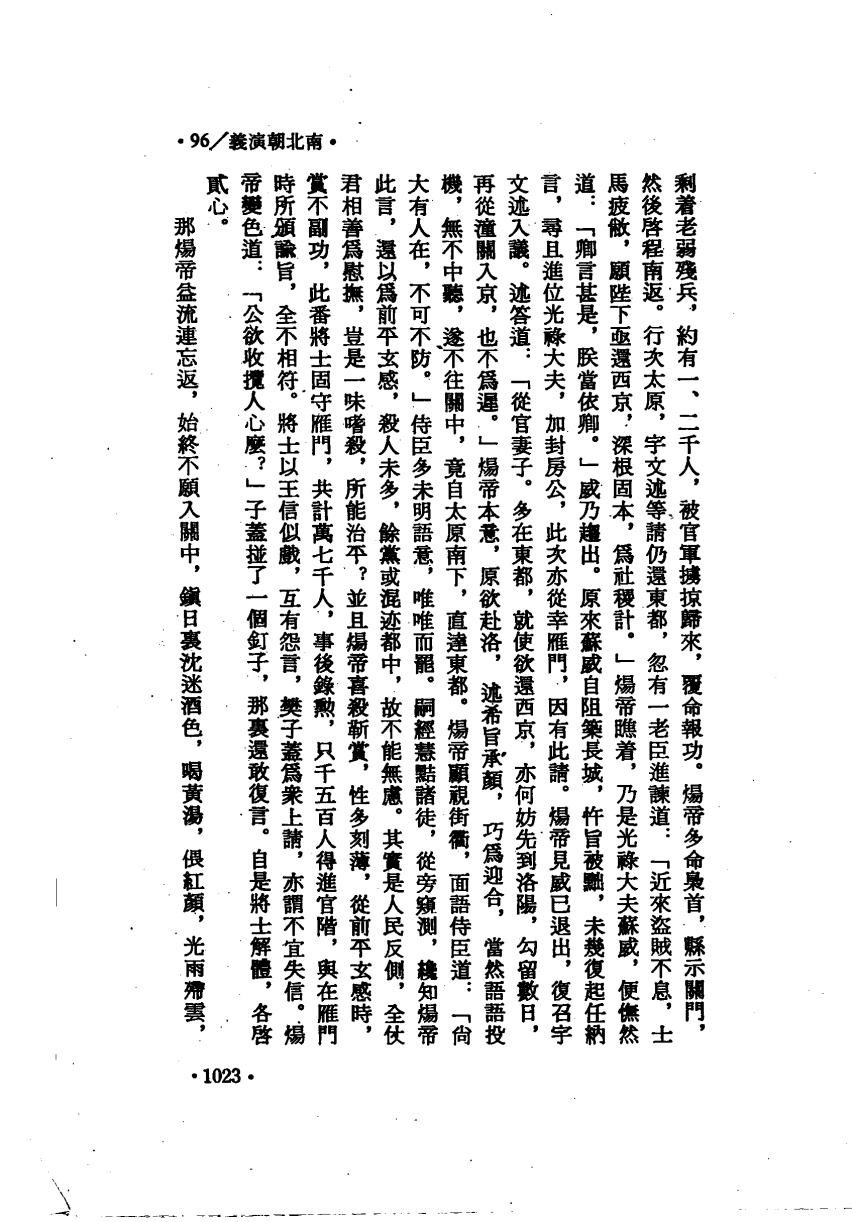 •南北朝演義/96•
剩着老弱殘兵，約有一、二千人，被官軍擄掠歸來，覆命報功。煬帝多命梟首，縣示關門，
然後啓程南返。行次太原，宇文述等請仍還東都，忽有一老臣進諫道：「近來盜賊不息，士
馬疲敝，願陛下亟還西京，深根固本，爲社稷計。」煬帝瞧着，乃是光祿大夫蘇威，便憮然
道：「卿言甚是，朕當依卿。」威乃趨出。原來蘇威自阻築長城，忤旨被黜，未幾復起任納
言，尋且進位光祿大夫，加封房公，此次亦從幸雁門，因有此請。煬帝見威已退出，復召宇
文述入議。述答道：「從官妻子。多在東都，就使欲還西京，亦何妨先到洛陽，勾留數日，
再從潼關入京，也不爲遲。」煬帝本意，原欲赴洛，述希旨承顏，巧爲迎合，當然語語投
機，無不中聽，遂不往關中，竟自太原南下，直達東都。煬帝顧視街衢，面語侍臣道：「尙
大有人在，不可不防。」侍臣多未明語意，唯唯而罷。嗣經慧黠諸徒，從旁窺測，纔知煬帝
此言，還以爲前平玄感，殺人未多，餘黨或混迹都中，故不能無慮。其實是人民反側，全仗
君相善爲慰撫，豈是一味嗜殺，所能治平？並且煬帝喜殺靳賞，性多刻薄，從前平玄感時，
賞不副功，此番將士固守雁門，共計萬七千人，事後錄勲，只千五百人得進官階，與在雁門
時所頒諭旨，全不相符。將士以王信似戲，互有怨言，樊子蓋爲衆上請，亦謂不宜失信。煬
帝變色道：「公欲收攬人心麼？」子蓋掽了一個釘子，那裏還敢復言。自是將士解體，各啓
貳心。
那煬帝益流連忘返，始終不願入關中，鎭日裏沈迷酒色，喝黃湯，偎紅顏，光雨殢雲，
•1023•